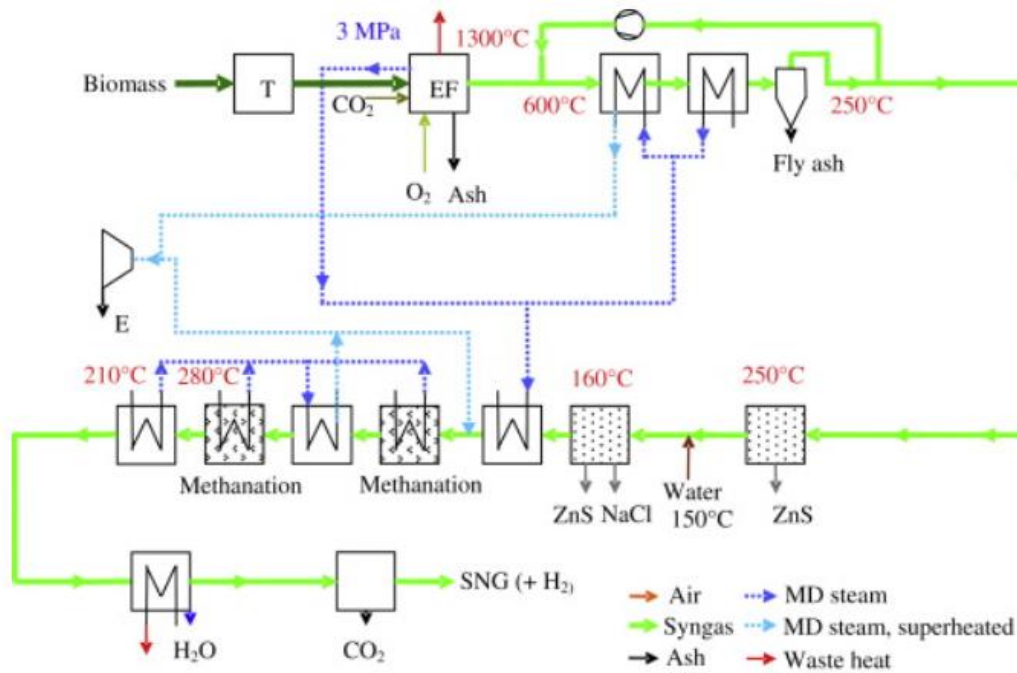 3 MPa
1300°C
Biomass
T
EF
CO2
600°C
250°C
O2
Ash
Fly ash
E
210°C
280°C
160°C
250°C
Methanation
Methanation
ZnS NaCl
Water
150°C
ZnS
SNG (+ H2)
H2O
CO2
Air
MD steam
Syngas
MD steam, superheated
Ash
Waste heat